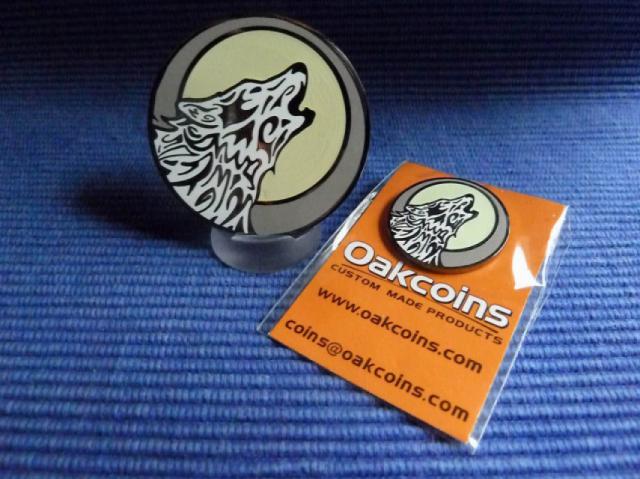 Oakcoins
CUSTOM MADE PRODUCTS
www.oakcoins.com
coins@oakcoins.com